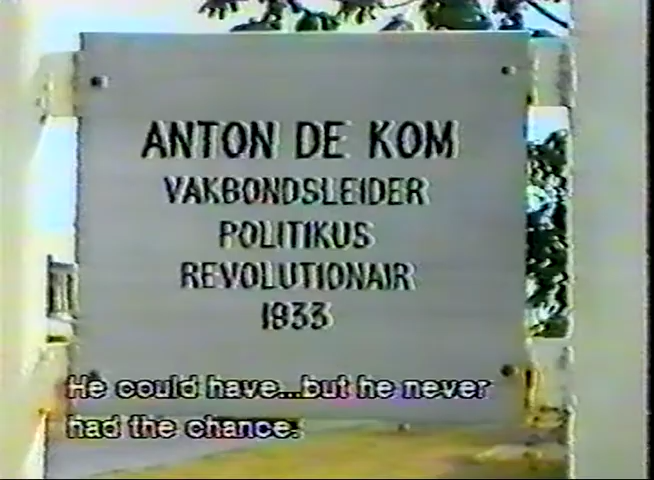 ANTON DE KOM
VAKBONDSLEIDER
POLITIKUS
REVOLUTIONAIR
1933
He could have...but he never
had the chance.